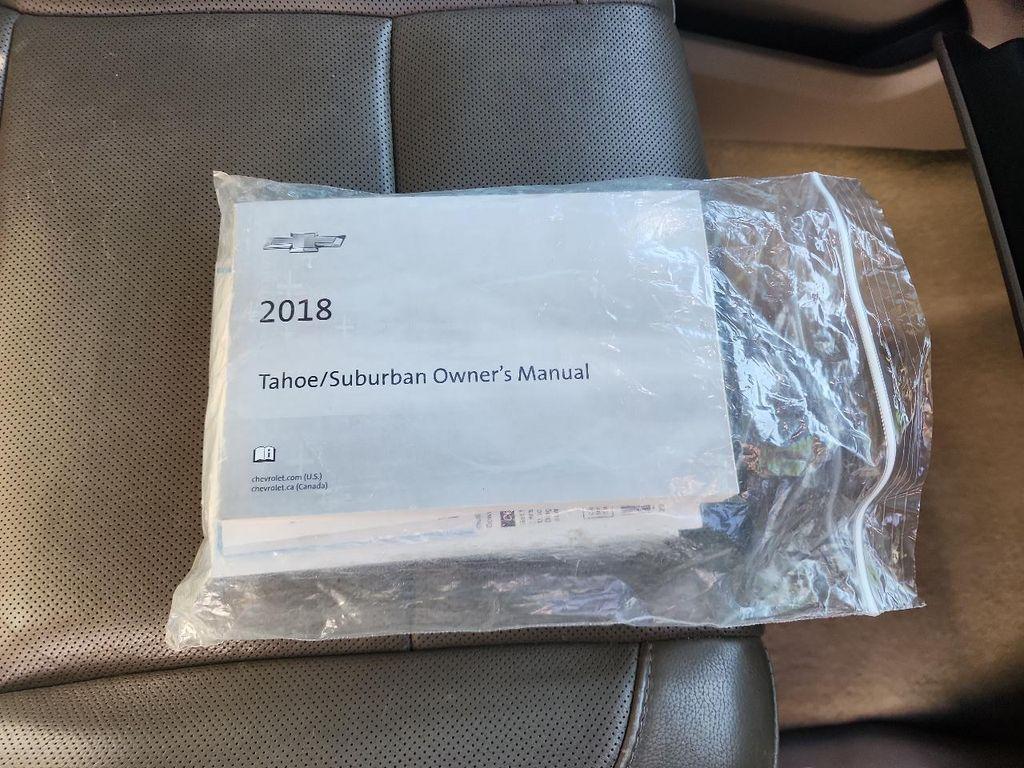 2018
Tahoe/Suburban Owner's Manual
chevrolet.com (U.S.)
chevrolet.ca (Canada)